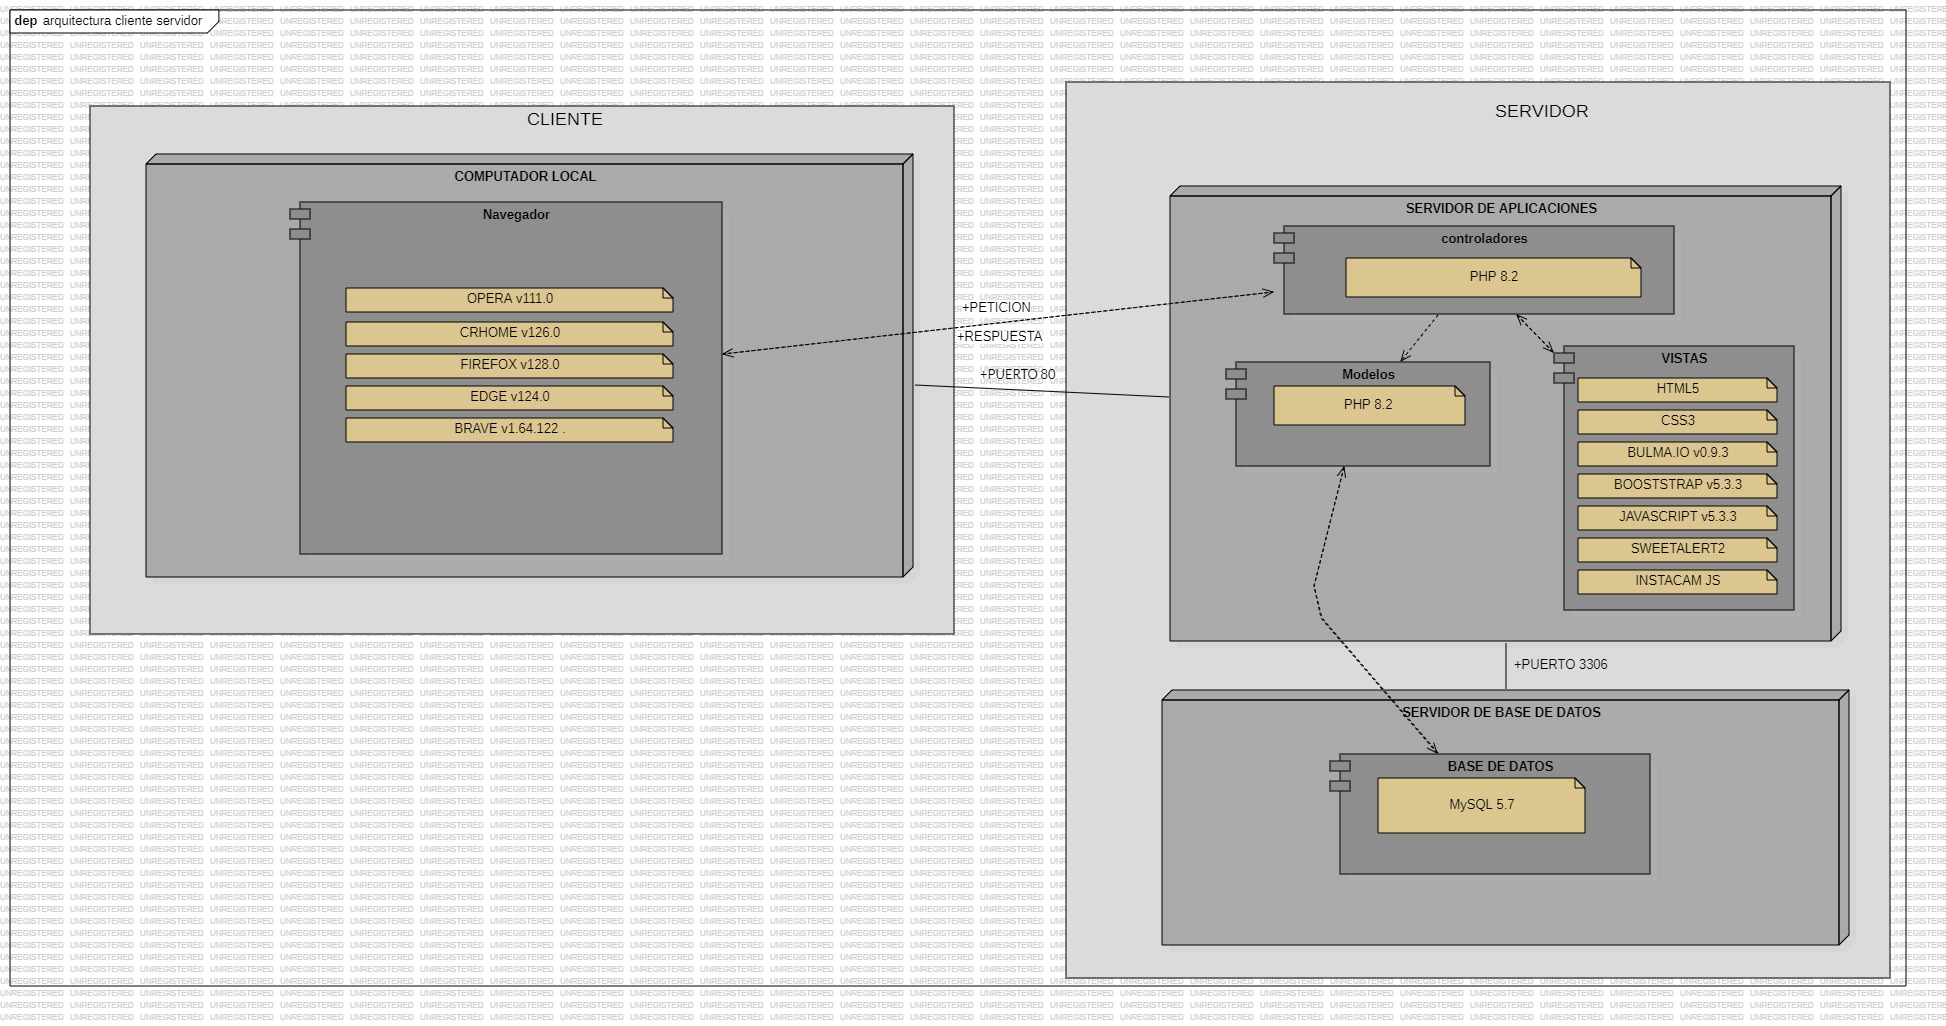 dep arquitectura cliente servidor
CLIENTE
COMPUTADOR LOCAL
Navegador
OPERA v111.0
CRHOME v126.0
FIREFOX v128.0
EDGE v124.0
BRAVE v1.64.122 .
+PETICION
+RESPUESTA
+PUERTO 80
SERVIDOR
SERVIDOR DE APLICACIONES
controladores
PHP 8.2
Modelos
PHP 8.2
VISTAS
HTML5
CSS3
BULMA.IO v0.9.3
BOOSTSTRAP v5.3.3
JAVASCRIPT v5.3.3
SWEETALERT2
INSTACAM JS
+PUERTO 3306
SERVIDOR DE BASE DE DATOS
BASE DE DATOS
MySQL 5.7
UNREGISTERED